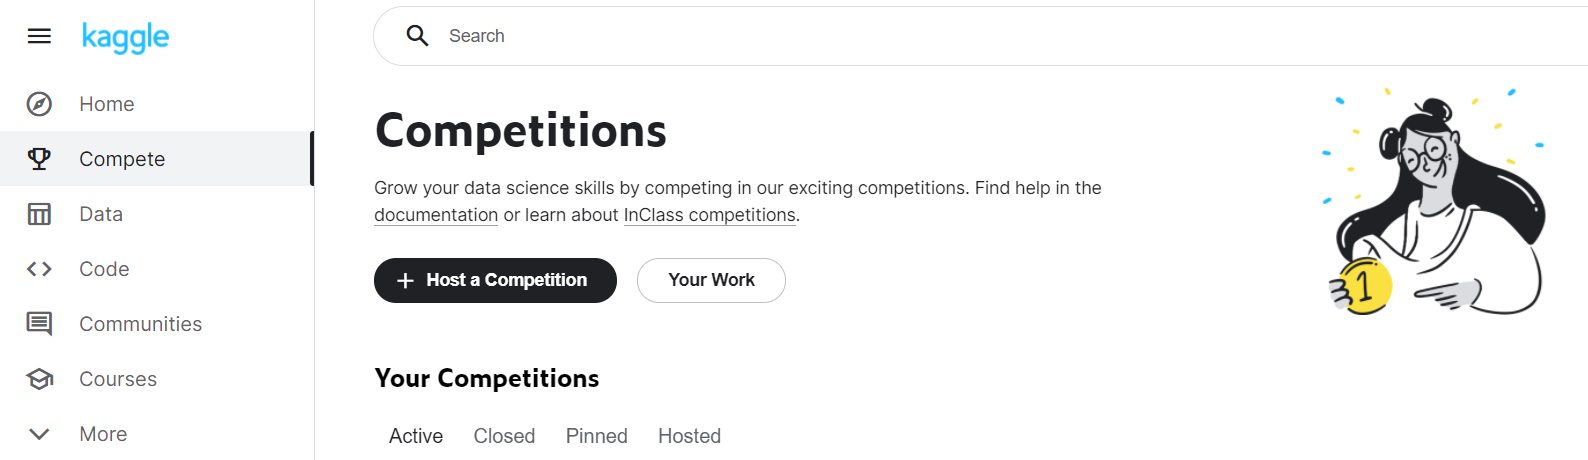 kaggle
Home
Compete
Data
Code
Communities
Courses
More
Search
Competitions
Grow your data science skills by competing in our exciting competitions. Find help in the
documentation or learn about InClass competitions.
Host a Competition
Your Work
1
Your Competitions
Active Closed Pinned Hosted